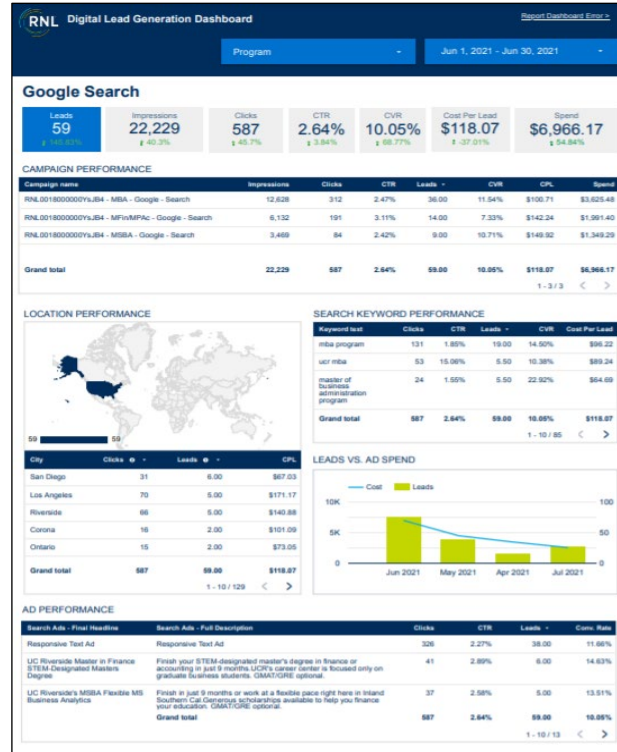 RNL Digital Lead Generation Dashboard
Report Dashboard Error >
Program
Jun 1, 2021 - Jun 30, 2021
Google Search
Leads
59
Impressions
22,229
40.3%
Clicks
587
45.7%
CTR
2.64%
3.84%
CVR
10.05%
68.77%
Cost Per Lead
$118.07
-37.01%
Spend
$6,966.17
54.84%
CAMPAIGN PERFORMANCE
Campaign name Impressions Clicks CTR Leads CVR CPL Spend
RNL0018000000YsJB4 - MBA - Google - Search 12,628 312 2.47% 36.00 11.54% $100.71 $3,625.48
RNL0018000000YsJB4 - MFin/MPAc - Google - Search 6,132 191 3.11% 14.00 7.33% $142.24 $1,991.40
RNL0018000000YsJB4 - MSBA - Google - Search 3,469 84 2.42% 9.00 10.71% $149.92 $1,349.29
Grand total 22,229 587 2.64% 59.00 10.05% $118.07 $6,966.17
1 - 3 / 3 < >
LOCATION PERFORMANCE
59 59
City Clicks Leads CPL
San Diego 31 6.00 $67.03
Los Angeles 70 5.00 $171.17
Riverside 66 5.00 $140.88
Corona 16 2.00 $101.09
Ontario 15 2.00 $73.05
Grand total 587 59.00 $118.07
1 - 10 / 129 < >
SEARCH KEYWORD PERFORMANCE
Keyword text Clicks CTR Leads CVR Cost Per Lead
mba program 131 1.85% 19.00 14.50% $96.22
ucr mba 53 15.06% 5.50 10.38% $89.24
master of
business
administration
program
24 1.55% 5.50 22.92% $64.69
Grand total 587 2.64% 59.00 10.05% $118.07
1 - 10 / 85 < >
LEADS VS. AD SPEND
Cost Leads
10K 100
5K 50
0 0
Jun 2021 May 2021 Apr 2021 Jul 2021
AD PERFORMANCE
Search Ads - Final Headline Search Ads - Full Description Clicks CTR Leads Conv. Rate
Responsive Text Ad Responsive Text Ad 326 2.27% 38.00 11.66%
UC Riverside Master in Finance
STEM-Designated Masters
Degree
Finish your STEM-designated master's degree in finance or
accounting in just 9 months.UCR's career center is focused only on
graduate business students. GMAT/GRE optional.
41 2.89% 6.00 14.63%
UC Riverside's MSBA Flexible MS
Business Analytics
Finish in just 9 months or work at a flexible pace right here in Inland
Southern Cal.Generous scholarships available to help you finance
your education. GMAT/GRE optional.
37 2.58% 5.00 13.51%
Grand total 587 2.64% 59.00 10.05%
1 - 10 / 13 < >